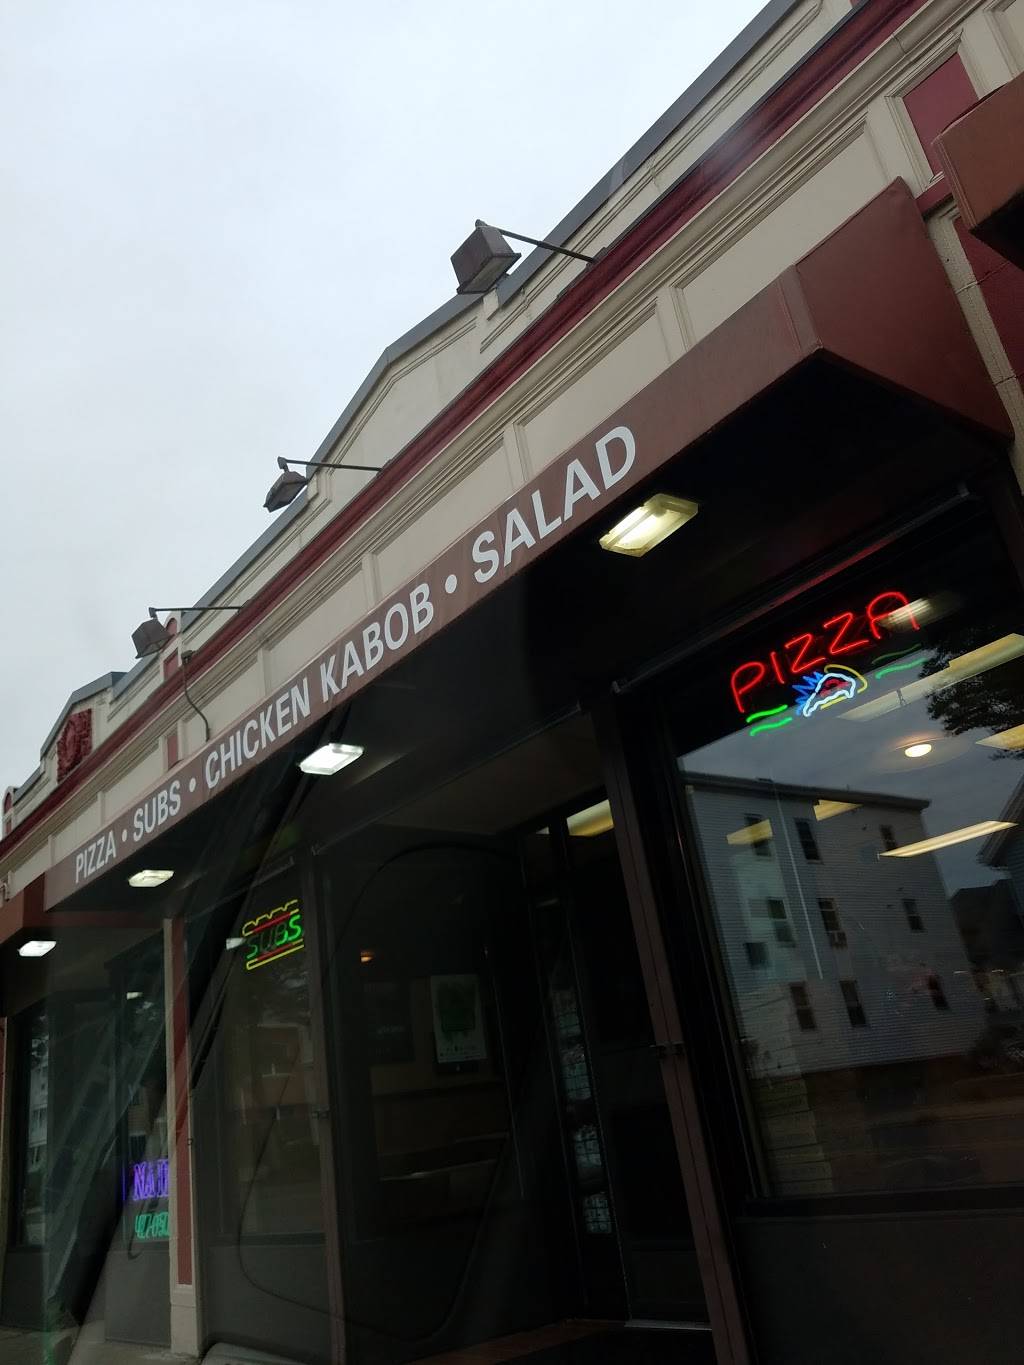 PIZZA • SUBS • CHICKEN KABOB • SALAD
PIZZA
SUBS